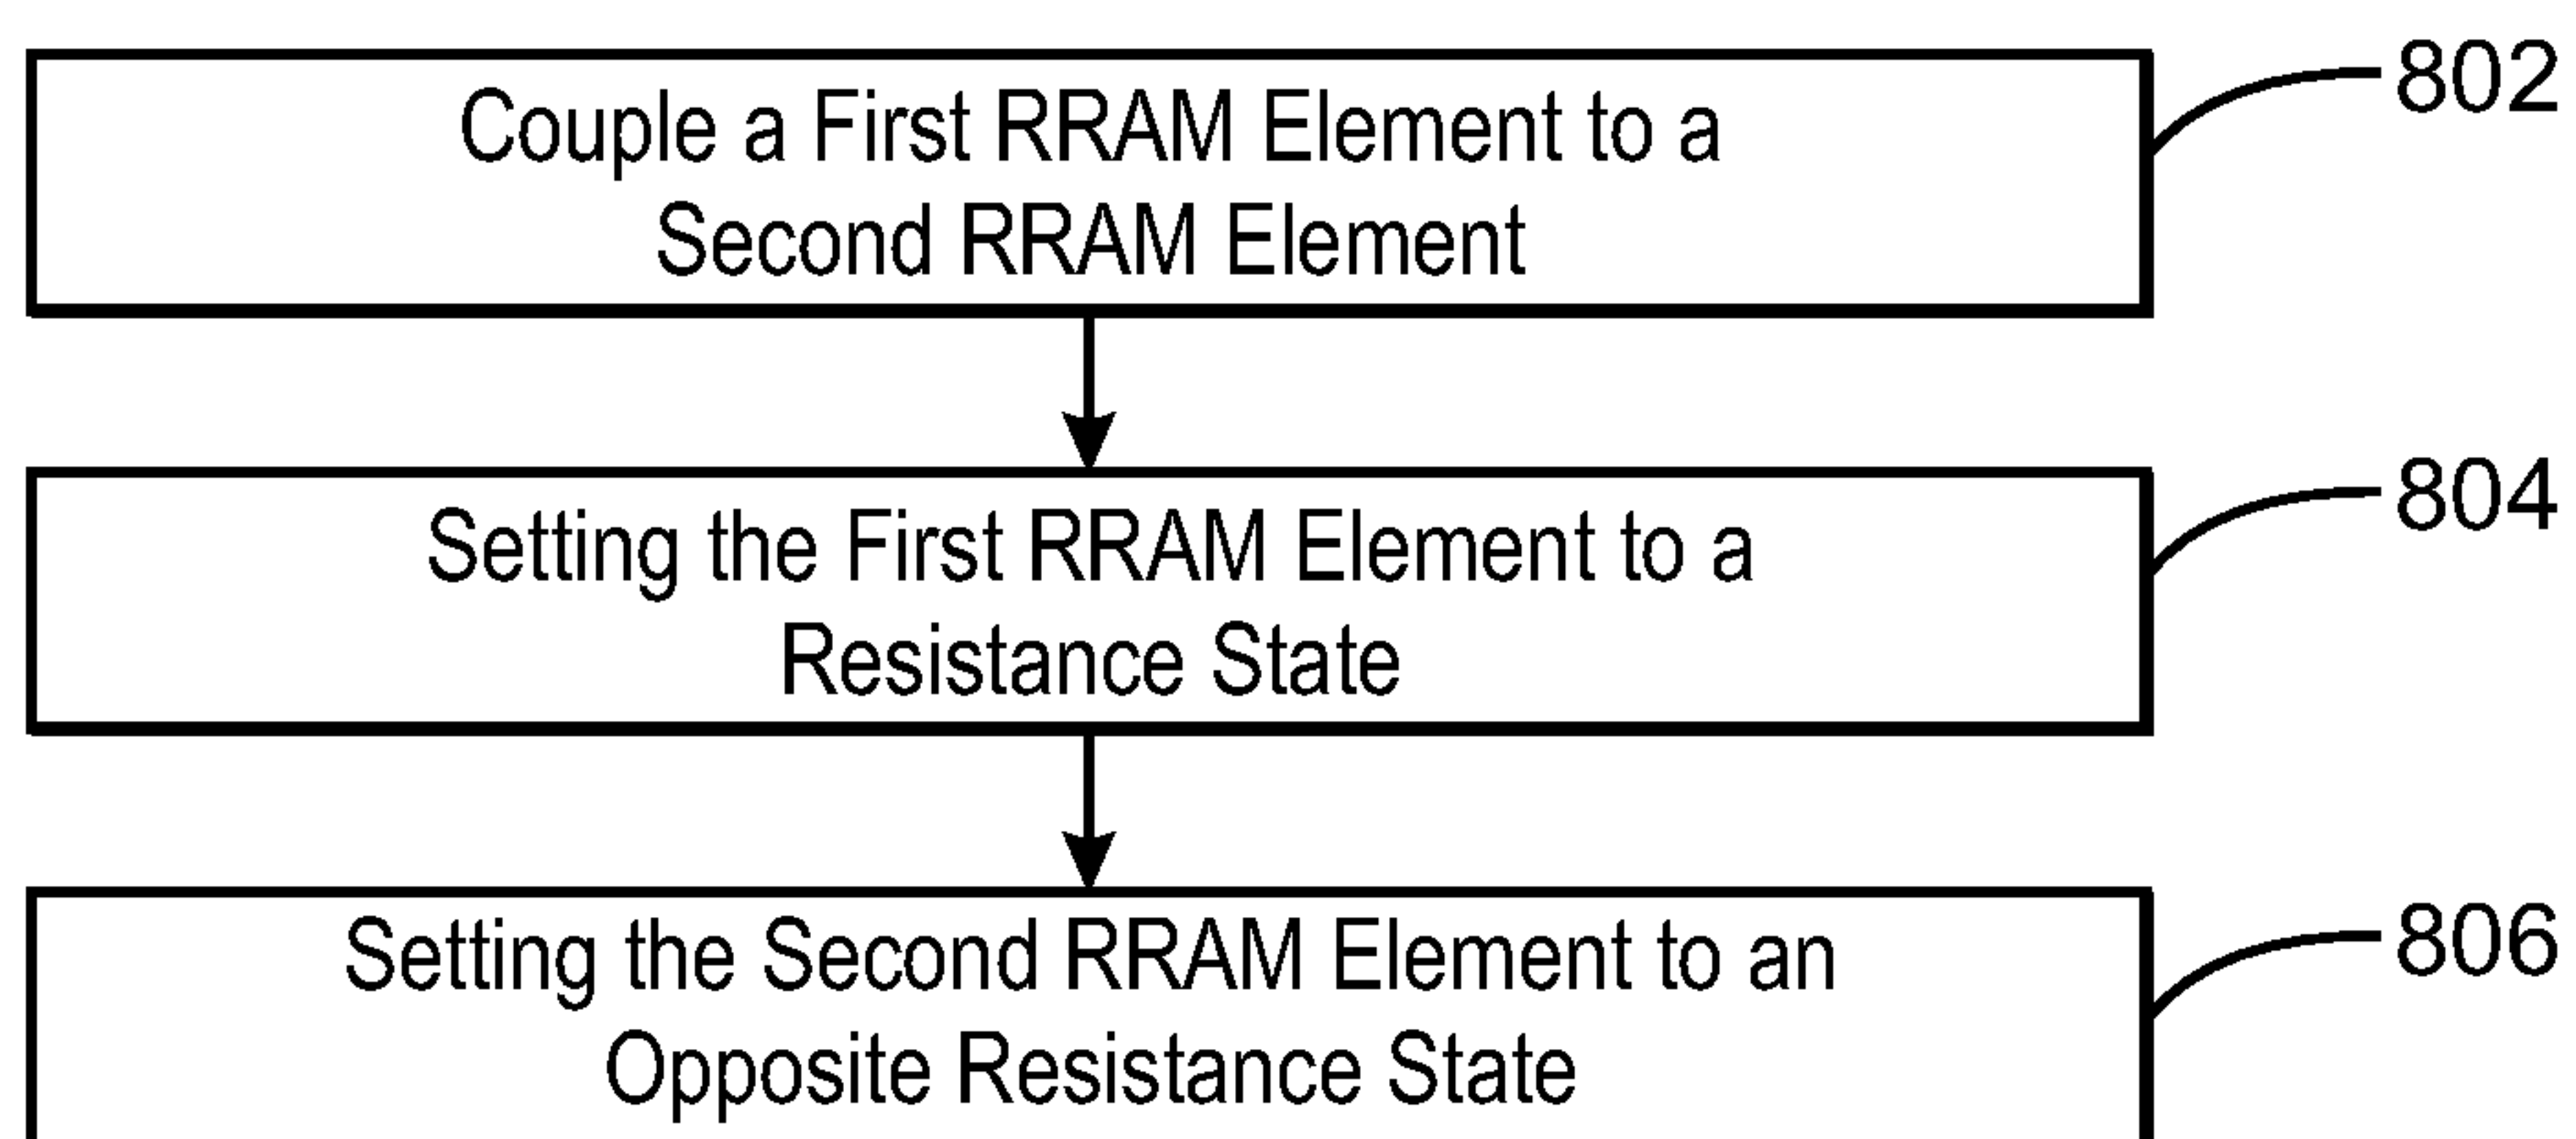 Couple a First RRAM Element to a
Second RRAM Element
802
Setting the First RRAM Element to a
Resistance State
804
Setting the Second RRAM Element to an
Opposite Resistance State
806